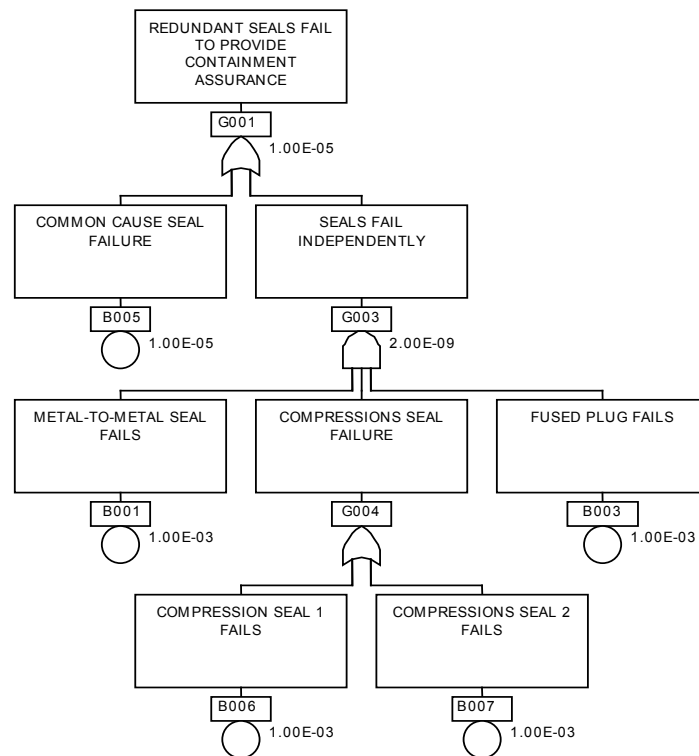 REDUNDANT SEALS FAIL
TO PROVIDE
CONTAINMENT
ASSURANCE
G001
1.00E-05
COMMON CAUSE SEAL
FAILURE
B005
1.00E-05
SEALS FAIL
INDEPENDENTLY
G003
2.00E-09
METAL-TO-METAL SEAL
FAILS
B001
1.00E-03
COMPRESSIONS SEAL
FAILURE
G004
FUSED PLUG FAILS
B003
1.00E-03
COMPRESSION SEAL 1
FAILS
B006
1.00E-03
COMPRESSIONS SEAL 2
FAILS
B007
1.00E-03